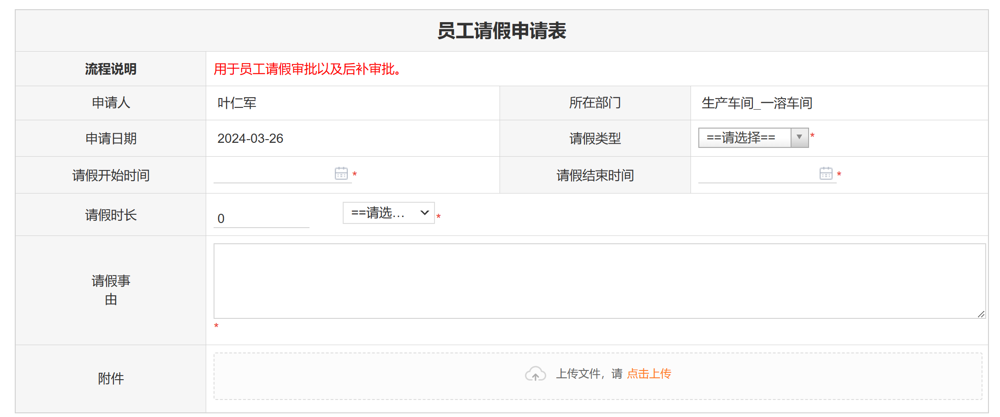 员工请假申请表
流程说明 用于员工请假审批以及后补审批。
申请人 叶仁军 所在部门 生产车间_一溶车间
申请日期 2024-03-26 请假类型 ==请选择== *
请假开始时间 * 请假结束时间 *
请假时长 0 ==请选... *
请假事
由
*
附件 上传文件，请 点击上传